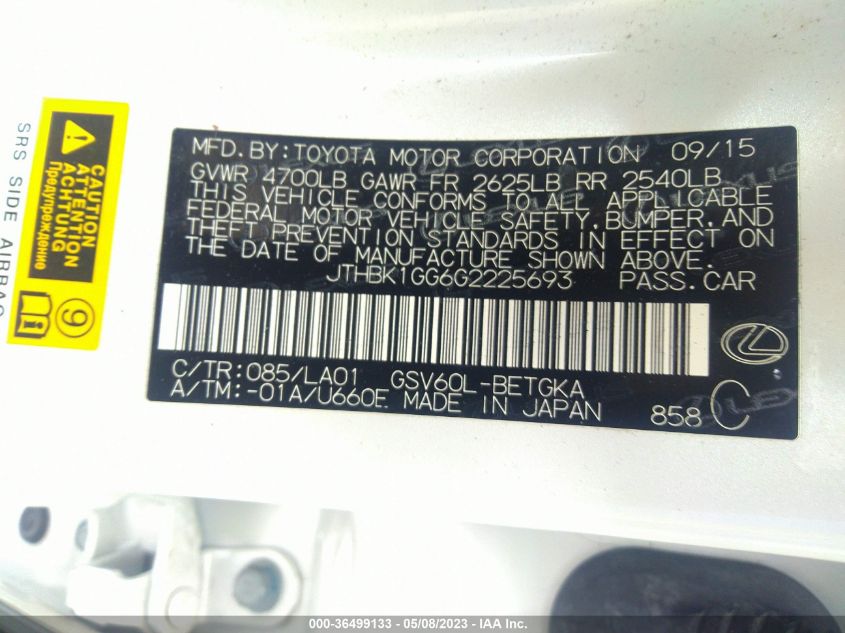 MFD.BY:TOYOTA MOTOR CORPORATION 09/15
GVWR 4700LB GAWR FR 2625LB RR 2540LB
THIS VEHICLE CONFORMS TO ALL APPLICABLE
FEDERAL MOTOR VEHICLE SAFETY,BUMPER,AND
THEFT PREVENTION STANDARDS IN EFFECT ON
THE DATE OF MANUFACTURE SHOWN ABOVE.
JTHBK1GG6G2225693 PASS.CAR
C/TR:085/LA01 GSV60L-BETGKA
A/TM:-01A/U660E MADE IN JAPAN 858 C
CAUTION
ATTENTION
ACHTUNG
Предупреждение
9
SRS SIDE AIRBAG
000-36499133 - 05/08/2023 - IAA Inc.